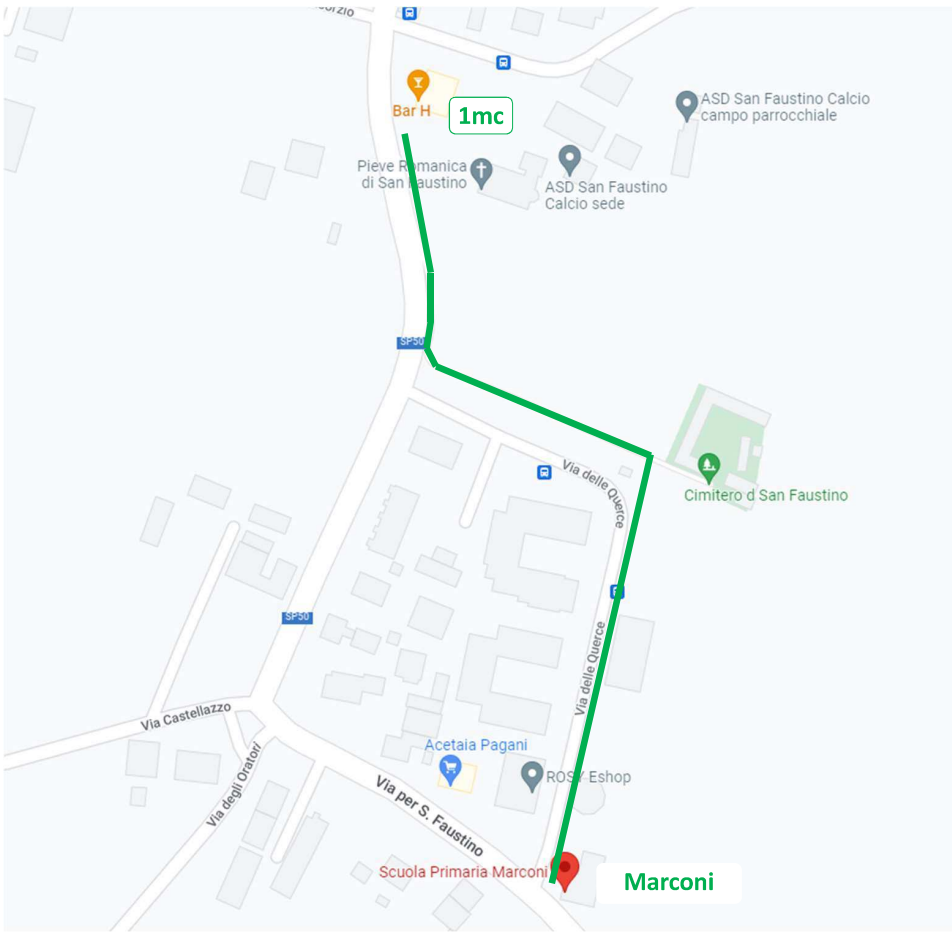 orzio
Bar H
1mc
ASD San Faustino Calcio
campo parrocchiale
Pieve Romanica
di San Faustino
ASD San Faustino
Calcio sede
SP50
Via delle Querce
Cimitero d San Faustino
SP50
Via delle Querce
Via Castellazzo
Via degli Oratori
Acetaia Pagani
ROSY Eshop
Via per S. Faustino
Scuola Primaria Marconi
Marconi